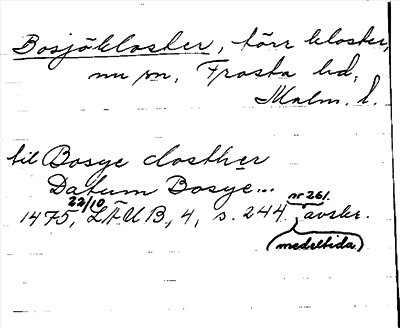 Bosjökloster, förr kloster,
nu sn, Frosta hd,
Malm. l.
til Bosye closther
Datum Bosye...
1475, 22/10, LÄUB, 4, s. 244 nr 261. avskr.
(medeltida)